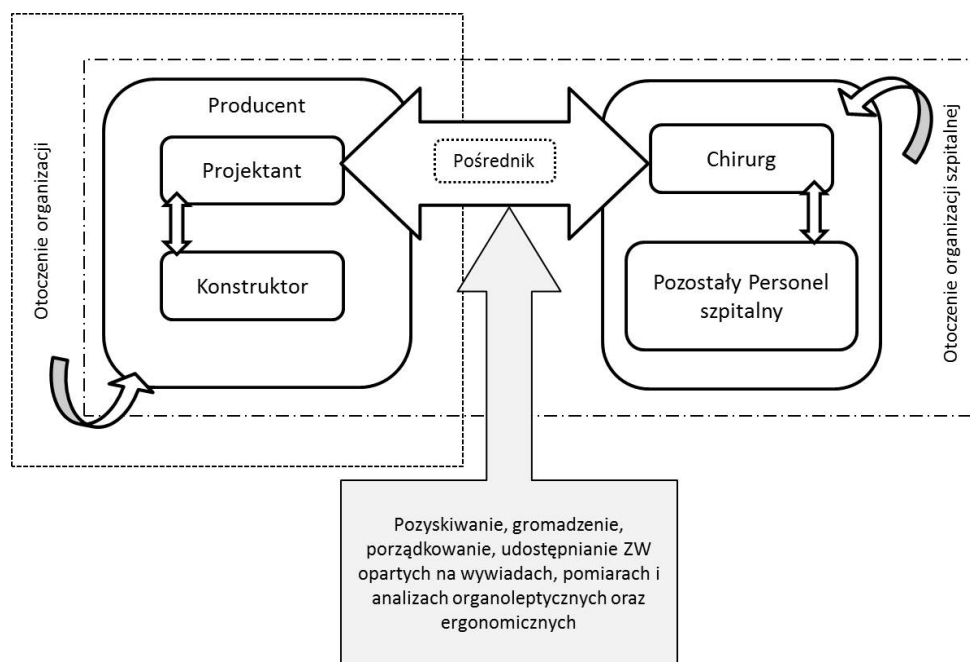 Otoczenie organizacji
Producent
Projektant
Konstruktor
Pośrednik
Chirurg
Pozostały Personel
szpitalny
Otoczenie organizacji szpitalnej
Pozyskiwanie, gromadzenie,
porządkowanie, udostępnianie ZW
opartych na wywiadach, pomiarach i
analizach organoleptycznych oraz
ergonomicznych